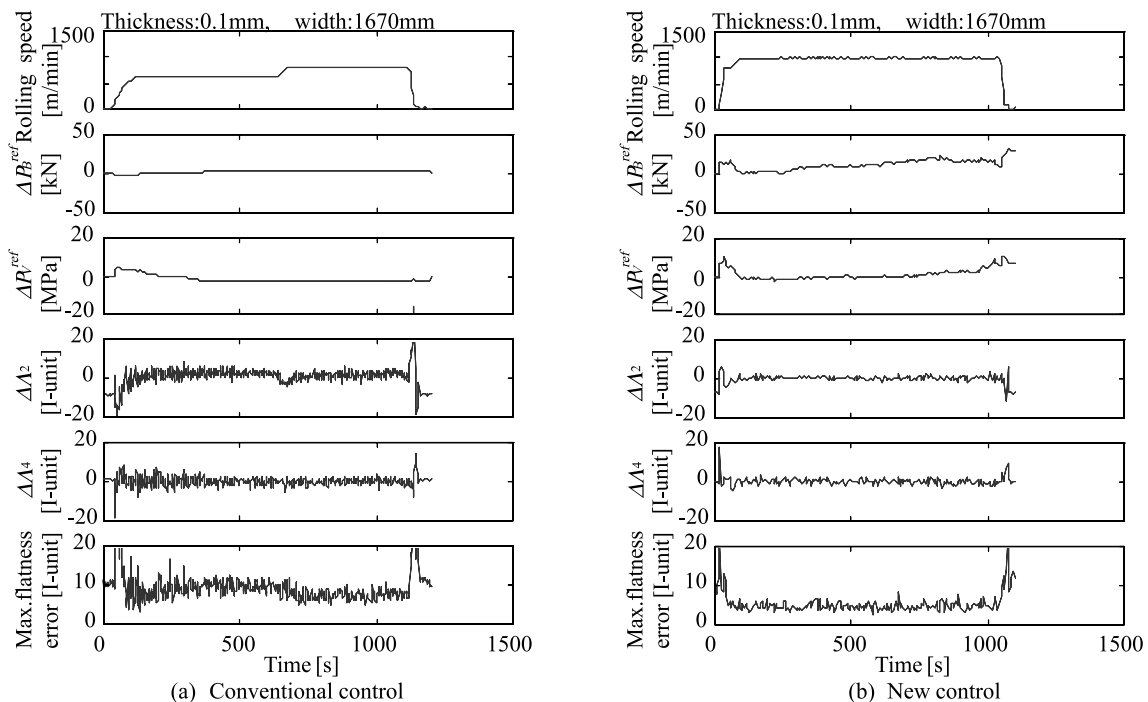 Thickness:0.1mm, width:1670mm
Rolling speed
[m/min]
1500
0
ΔP_B^ref
[kN]
50
0
-50
ΔP_V^ref
[MPa]
20
0
-20
ΔΛ2
[I-unit]
20
0
-20
ΔΛ4
[I-unit]
20
0
-20
Max.flatness
error [I-unit]
20
10
0
0 500 1000 1500
Time [s]
(a) Conventional control
Thickness:0.1mm, width:1670mm
Rolling speed
[m/min]
1500
0
ΔP_B^ref
[kN]
50
0
-50
ΔP_V^ref
[MPa]
20
0
-20
ΔΛ2
[I-unit]
20
0
-20
ΔΛ4
[I-unit]
20
0
-20
Max.flatness
error [I-unit]
20
10
0
0 500 1000 1500
Time [s]
(b) New control